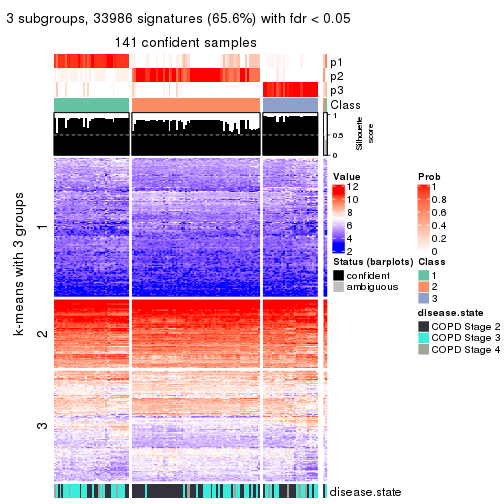 3 subgroups, 33986 signatures (65.6%) with fdr < 0.05
141 confident samples
p1
p2
p3
Class
1
0.5
0
Silhouette
score
k-means with 3 groups
1
2
3
disease.state
Value
12
10
8
6
4
2
Status (barplots)
confident
ambiguous
Prob
1
0.8
0.6
0.4
0.2
0
Class
1
2
3
disease.state
COPD Stage 2
COPD Stage 3
COPD Stage 4